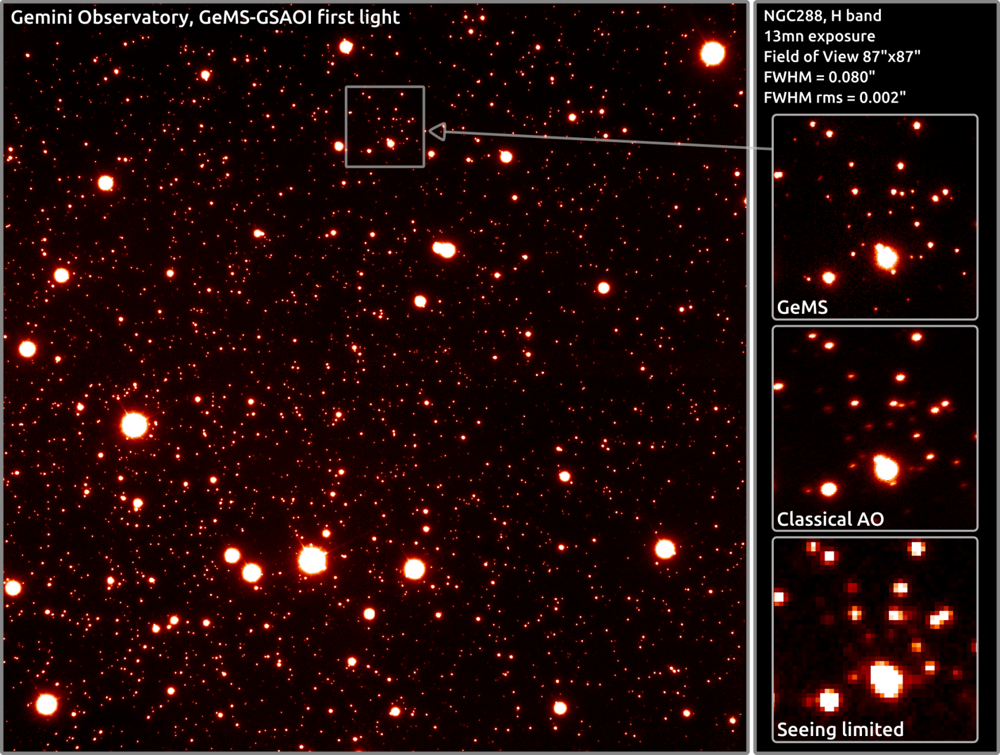 Gemini Observatory, GeMS-GSAOI first light
NGC288, H band
13mn exposure
Field of View 87"x87"
FWHM = 0.080"
FWHM rms = 0.002"
GeMS
Classical AO
Seeing limited